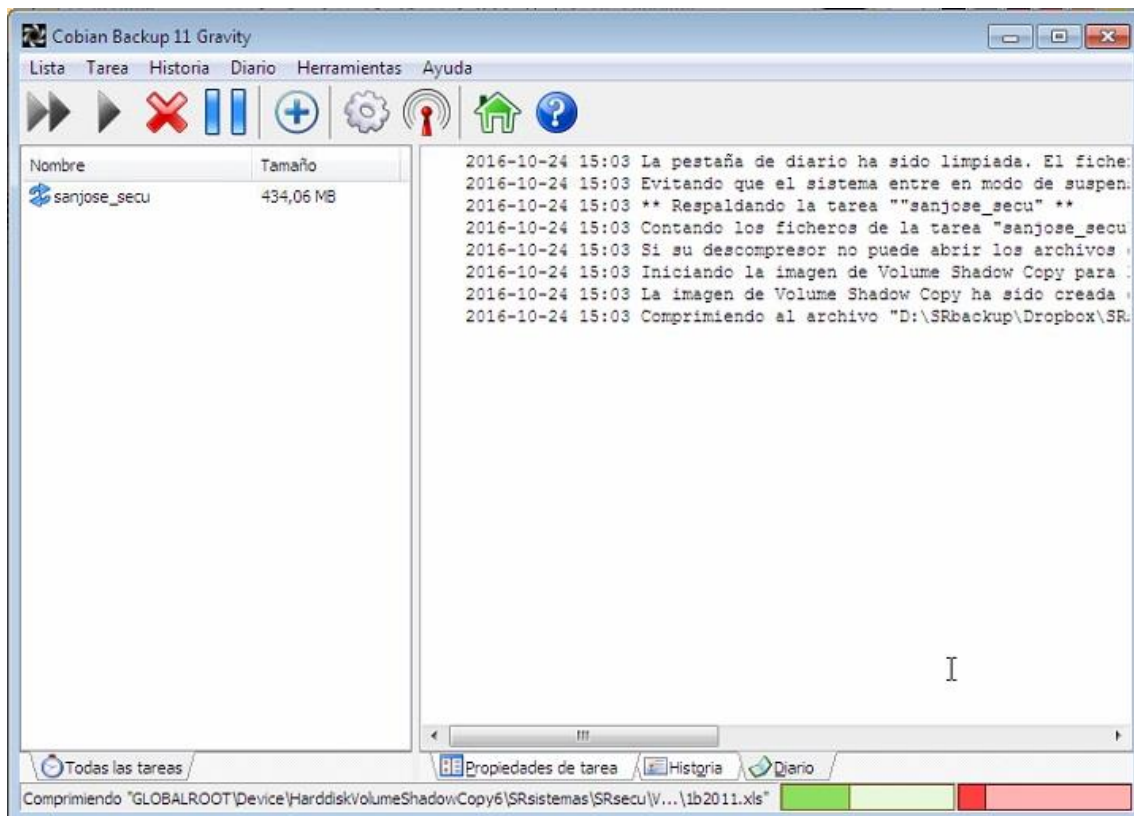 Cobian Backup 11 Gravity
Lista Tarea Historia Diario Herramientas Ayuda
Nombre Tamaño
sanjose_secu 434,06 MB
2016-10-24 15:03 La pestaña de diario ha sido limpiada. El fiche
2016-10-24 15:03 Evitando que el sistema entre en modo de suspen
2016-10-24 15:03 ** Respaldando la tarea ""sanjose_secu" **
2016-10-24 15:03 Contando los ficheros de la tarea "sanjose_secu
2016-10-24 15:03 Si su descompresor no puede abrir los archivos
2016-10-24 15:03 Iniciando la imagen de Volume Shadow Copy para
2016-10-24 15:03 La imagen de Volume Shadow Copy ha sido creada
2016-10-24 15:03 Comprimiendo al archivo "D:\SRbackup\Dropbox\SR
Todas las tareas
Propiedades de tarea Historia Diario
Comprimiendo "GLOBALROOT\Device\HarddiskVolumeShadowCopy6\SRsistemas\SRsecu\V...\1b2011.xls"